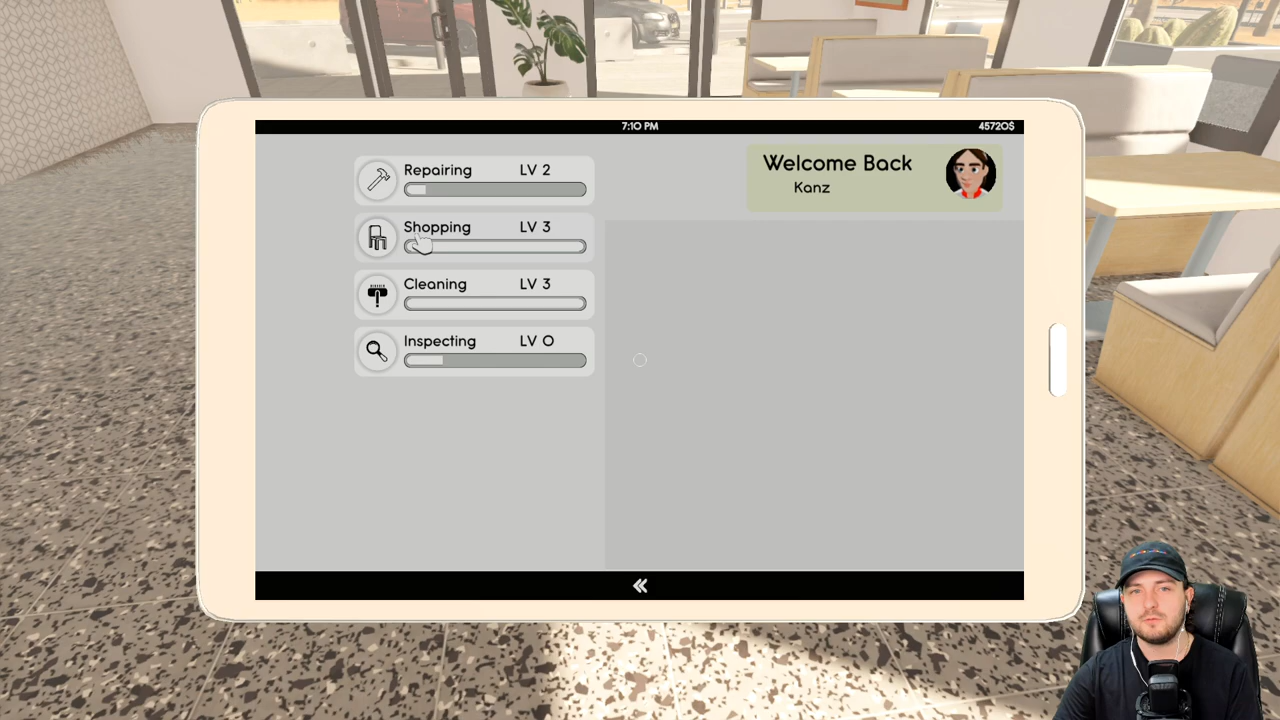 7:10 PM
45720$
Repairing LV 2
Shopping LV 3
Cleaning LV 3
Inspecting LV 0
Welcome Back
Kanz